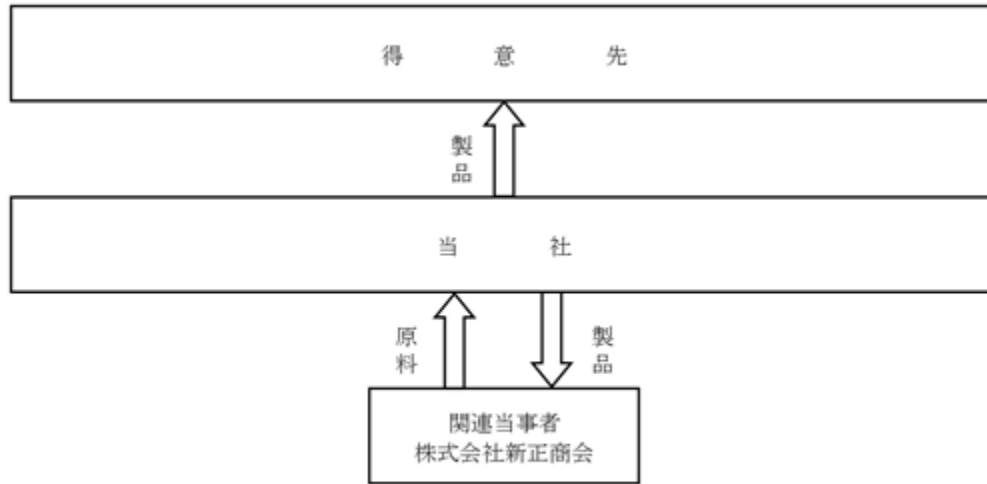 得意先
製品
当社
原料
製品
関連当事者
株式会社新正商会